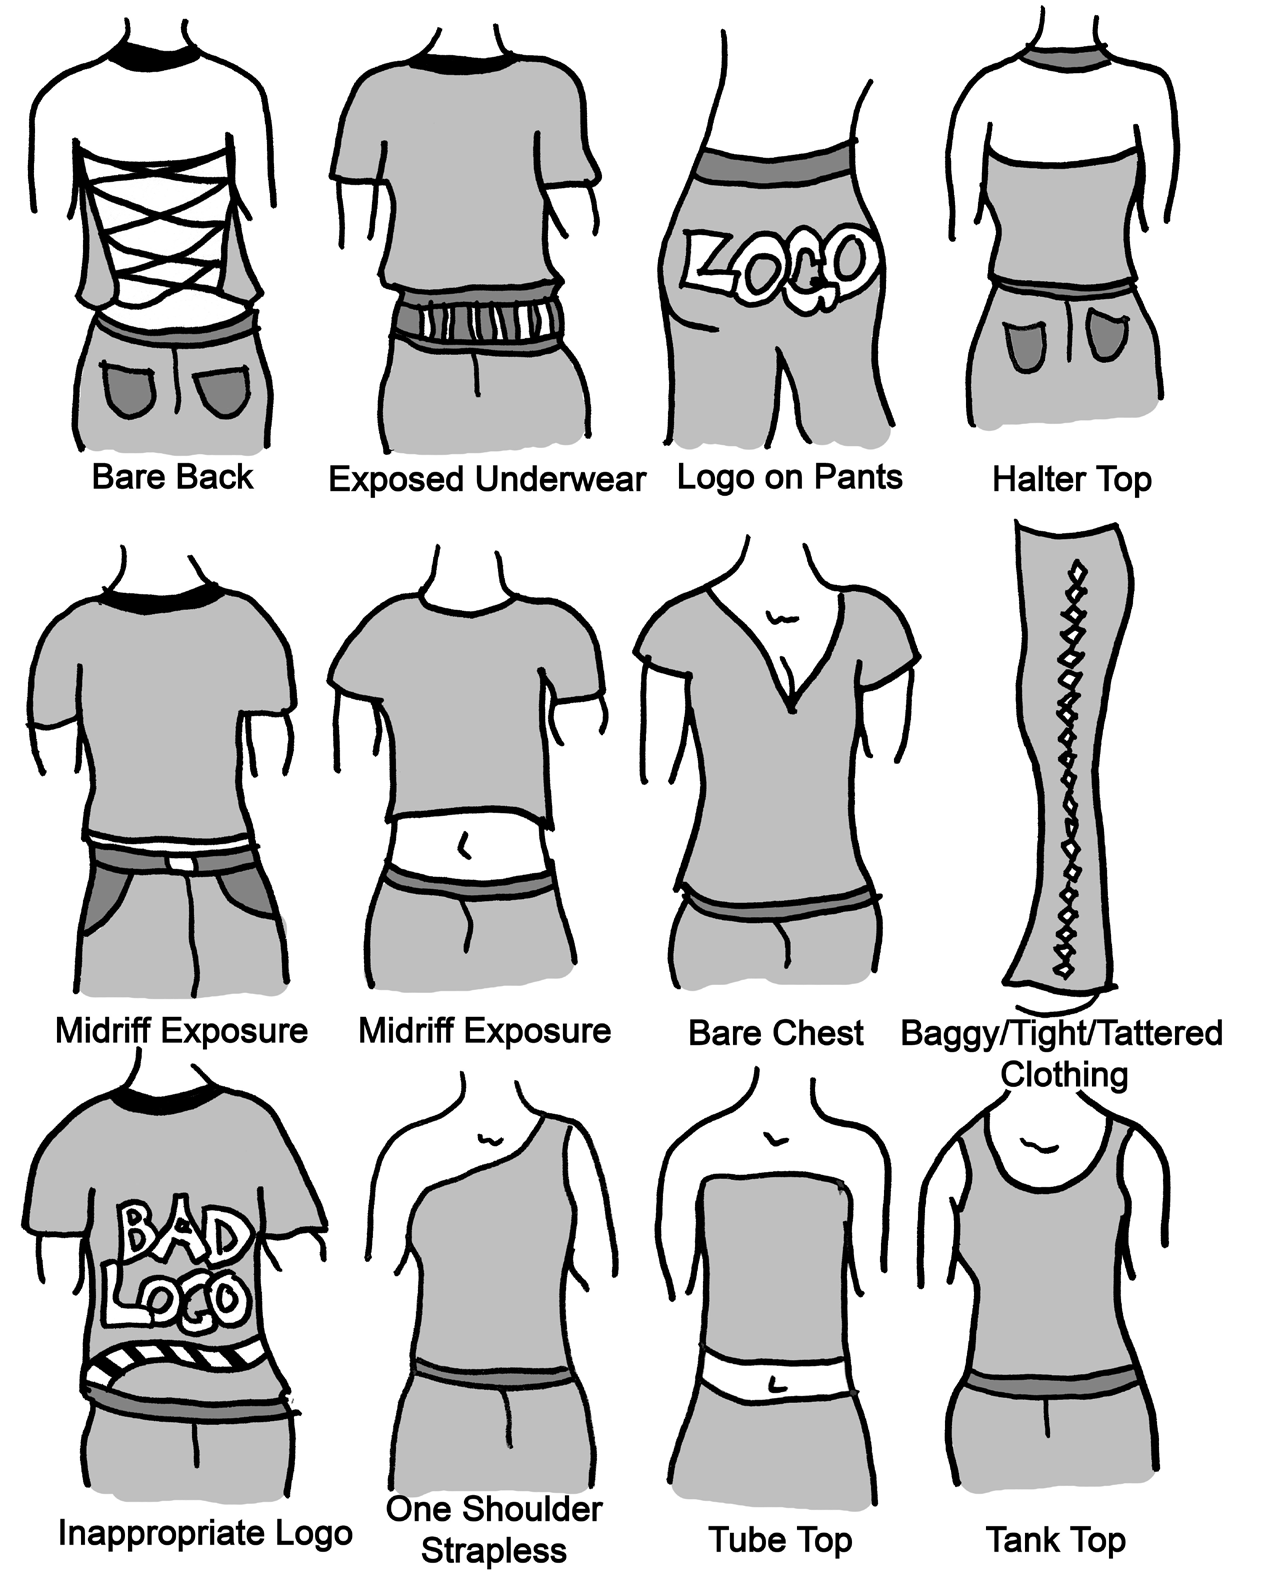 LOGO
Bare Back
Exposed Underwear
Logo on Pants
Halter Top
Midriff Exposure
Midriff Exposure
Bare Chest
Baggy/Tight/Tattered
Clothing
BAD
LOGO
Inappropriate Logo
One Shoulder
Strapless
Tube Top
Tank Top